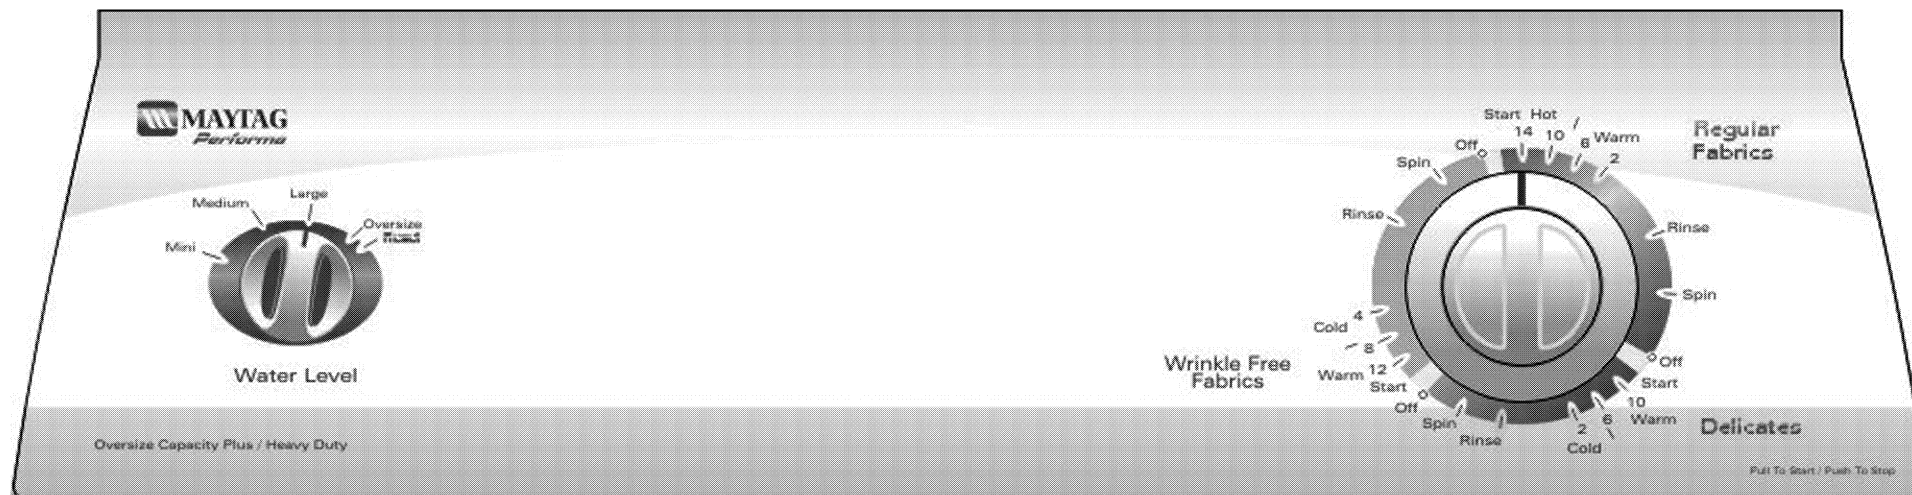 MAYTAG
Performa
Mini
Medium
Large
Oversize
Water Level
Oversize Capacity Plus / Heavy Duty
Start Hot
14
10
/
8
Warm
2
Regular
Fabrics
Rinse
Spin
Off
Start
10
Warm
6
\
2
Cold
Delicates
Rinse
Spin
Off
Start
Warm 12
8
Cold
4
Wrinkle Free
Fabrics
Rinse
Spin
Off
Pull To Start / Push To Stop